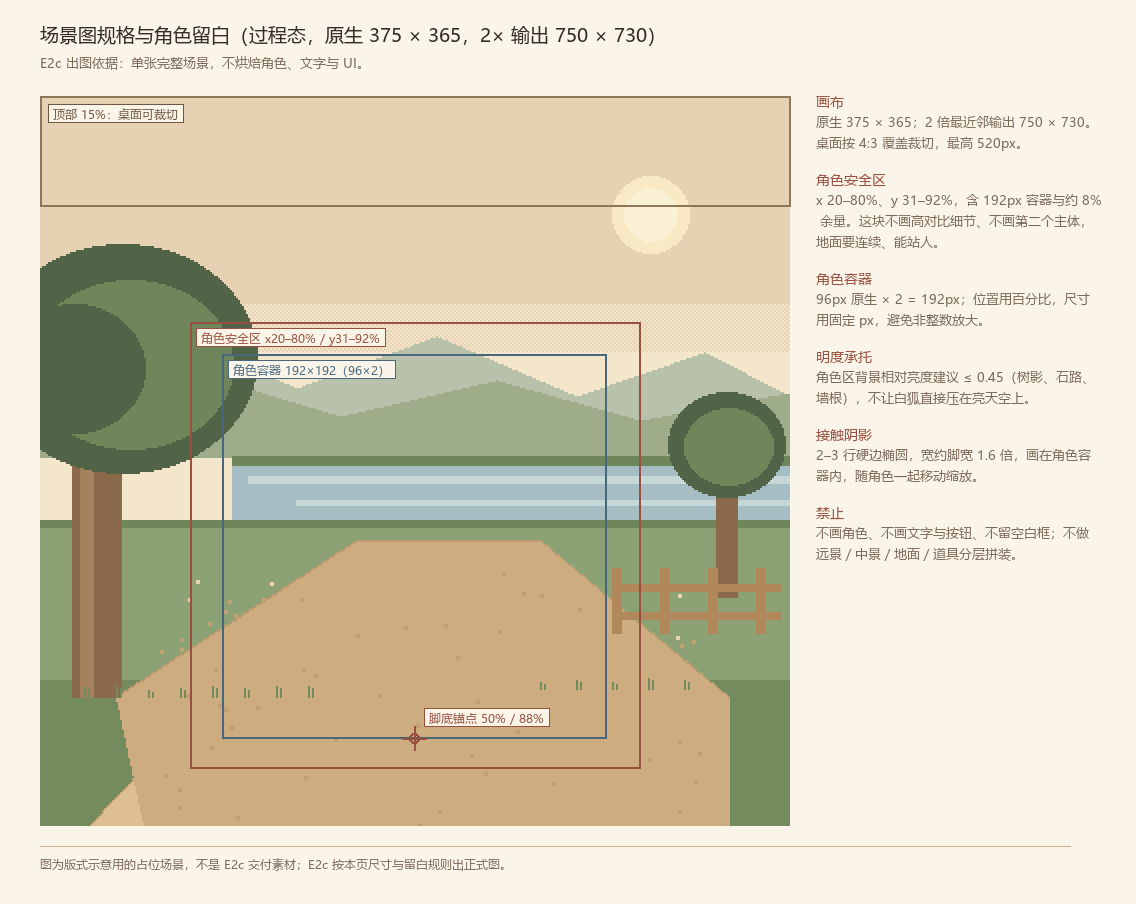 场景图规格与角色留白（过程态，原生 375 × 365，2× 输出 750 × 730）
E2c 出图依据：单张完整场景，不烘焙角色、文字与 UI。
顶部 15%：桌面可裁切
角色安全区 x20–80% / y31–92%
角色容器 192×192（96×2）
脚底锚点 50% / 88%
画布
原生 375 × 365；2 倍最近邻输出 750 × 730。
桌面按 4:3 覆盖裁切，最高 520px。
角色安全区
x 20–80%、y 31–92%，含 192px 容器与约 8%
余量。这块不画高对比细节、不画第二个主体，
地面要连续、能站人。
角色容器
96px 原生 × 2 = 192px；位置用百分比，尺寸
用固定 px，避免非整数放大。
明度承托
角色区背景相对亮度建议 ≤ 0.45（树影、石路、
墙根），不让白狐直接压在亮天空上。
接触阴影
2–3 行硬边椭圆，宽约脚宽 1.6 倍，画在角色容
器内，随角色一起移动缩放。
禁止
不画角色、不画文字与按钮、不留空白框；不做
远景 / 中景 / 地面 / 道具分层拼装。
图为版式示意用的占位场景，不是 E2c 交付素材；E2c 按本页尺寸与留白规则出正式图。